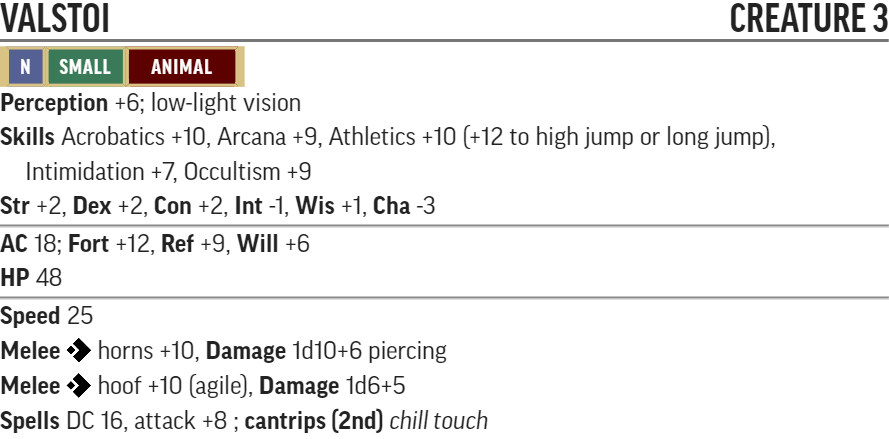 VALSTOI CREATURE 3
N SMALL ANIMAL
Perception +6; low-light vision
Skills Acrobatics +10, Arcana +9, Athletics +10 (+12 to high jump or long jump),
Intimidation +7, Occultism +9
Str +2, Dex +2, Con +2, Int -1, Wis +1, Cha -3
AC 18; Fort +12, Ref +9, Will +6
HP 48
Speed 25
Melee horns +10, Damage 1d10+6 piercing
Melee hoof +10 (agile), Damage 1d6+5
Spells DC 16, attack +8 ; cantrips (2nd) chill touch